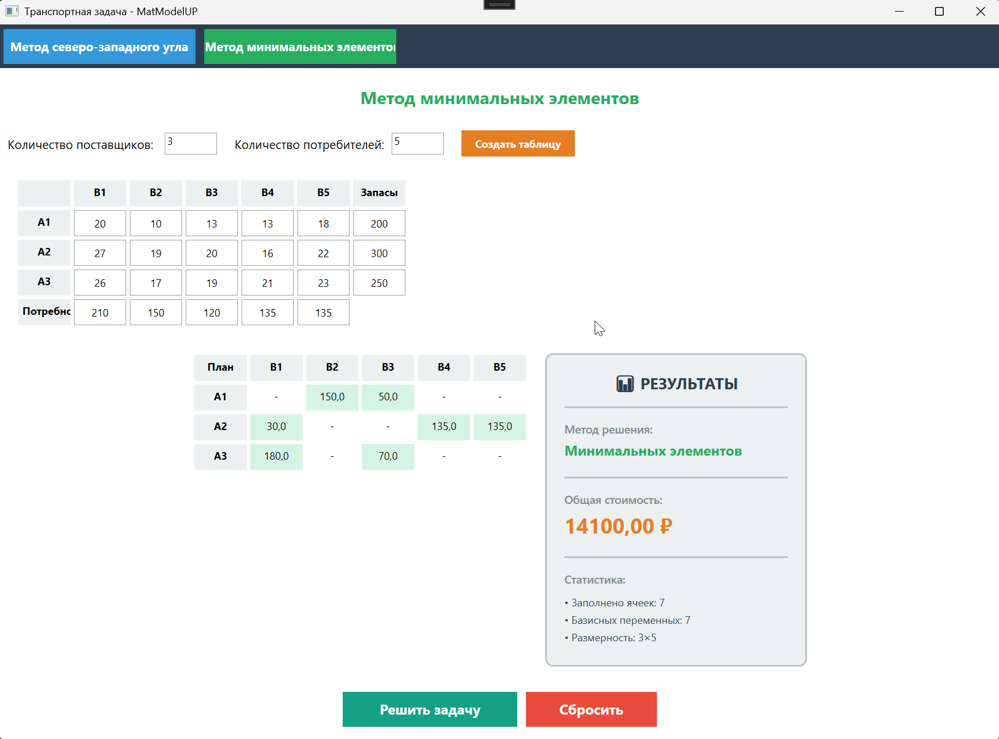 Транспортная задача - MatModelUP
Метод северо-западного угла
Метод минимальных элементо
Метод минимальных элементов
Количество поставщиков: 3 Количество потребителей: 5 Создать таблицу
B1 B2 B3 B4 B5 Запасы
A1 20 10 13 13 18 200
A2 27 19 20 16 22 300
A3 26 17 19 21 23 250
Потребно 210 150 120 135 135
План B1 B2 B3 B4 B5
A1 - 150,0 50,0 - -
A2 30,0 - - 135,0 135,0
A3 180,0 - 70,0 - -
РЕЗУЛЬТАТЫ
Метод решения:
Минимальных элементов
Общая стоимость:
14100,00 ₽
Статистика:
• Заполнено ячеек: 7
• Базисных переменных: 7
• Размерность: 3×5
Решить задачу
Сбросить